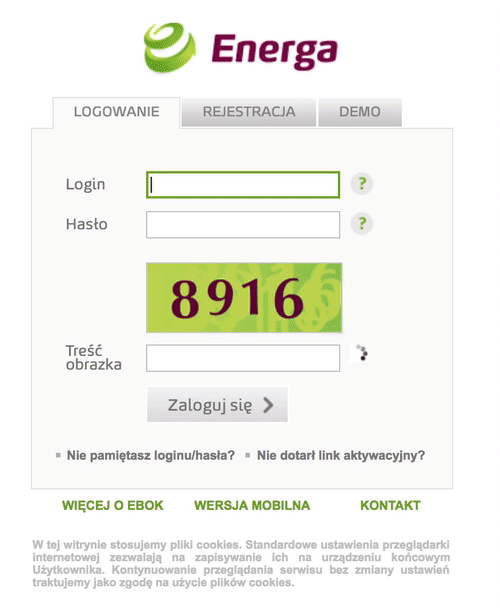 Energa
LOGOWANIE REJESTRACJA DEMO
Login ?
Hasło ?
8916
Treść
obrazka
Zaloguj się
Nie pamiętasz loginu/hasła? Nie dotarł link aktywacyjny?
WIĘCEJ O EBOK WERSJA MOBILNA KONTAKT
W tej witrynie stosujemy pliki cookies. Standardowe ustawienia przeglądarki
internetowej zezwalają na zapisywanie ich na urządzeniu końcowym
Użytkownika. Kontynuowanie przeglądania serwisu bez zmiany ustawień
traktujemy jako zgodę na użycie plików cookies.